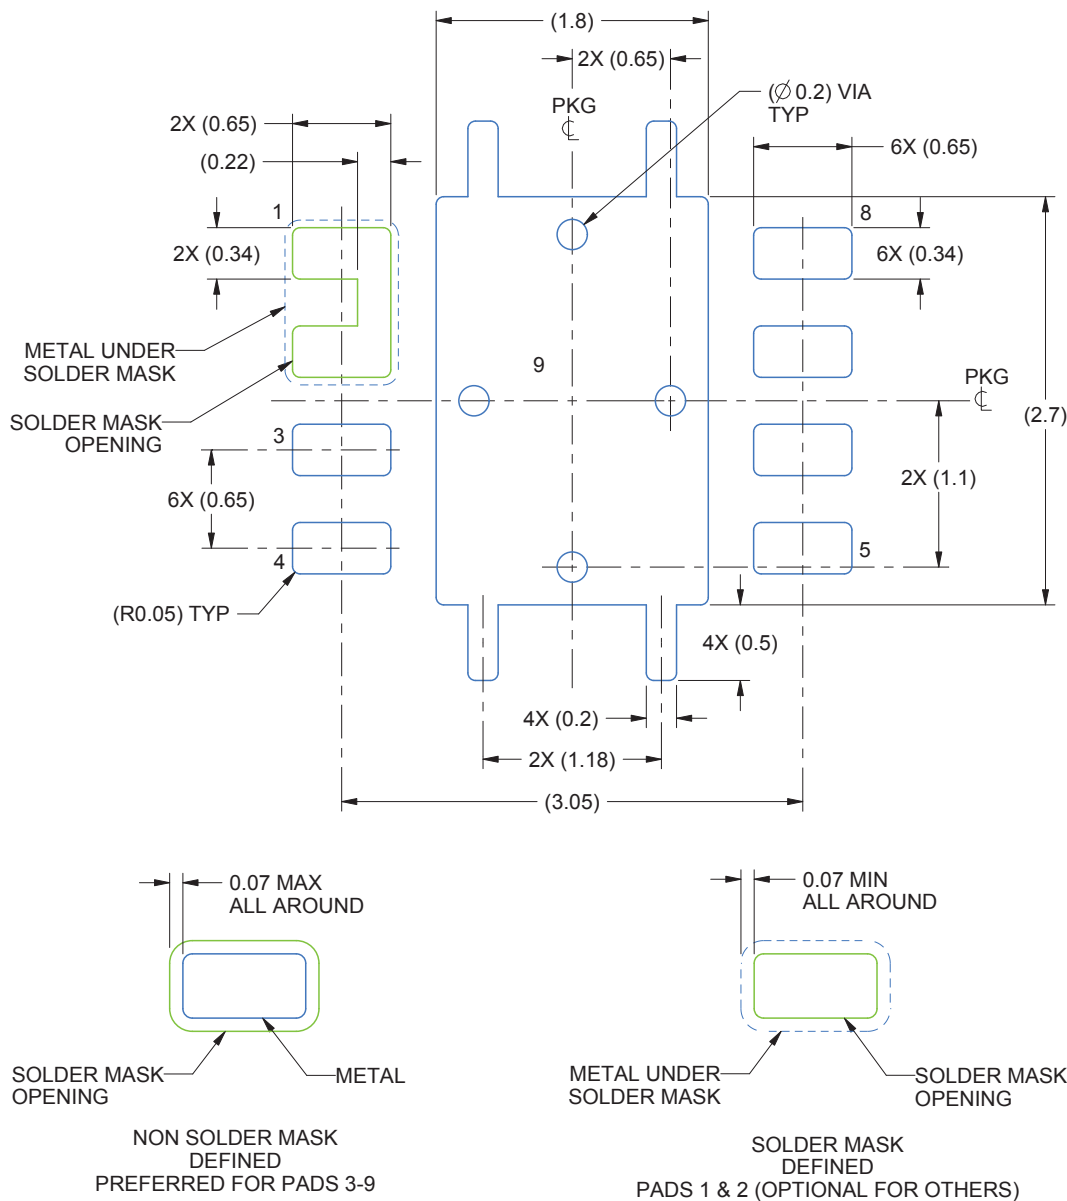 (1.8)
2X (0.65)
(Ø 0.2) VIA
TYP
PKG
℄
2X (0.65)
(0.22)
6X (0.65)
1
8
2X (0.34)
6X (0.34)
METAL UNDER
SOLDER MASK
9
PKG
℄
SOLDER MASK
OPENING
(2.7)
3
6X (0.65)
2X (1.1)
4
5
(R0.05) TYP
4X (0.5)
4X (0.2)
2X (1.18)
(3.05)
0.07 MAX
ALL AROUND
SOLDER MASK
OPENING
METAL
NON SOLDER MASK
DEFINED
PREFERRED FOR PADS 3-9
0.07 MIN
ALL AROUND
METAL UNDER
SOLDER MASK
SOLDER MASK
OPENING
SOLDER MASK
DEFINED
PADS 1 & 2 (OPTIONAL FOR OTHERS)